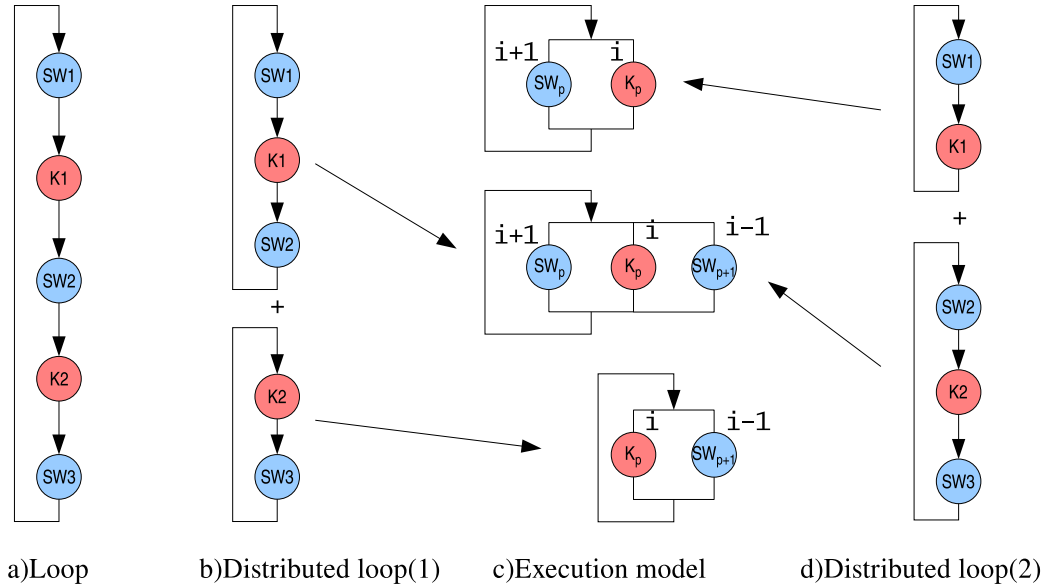 SW1
K1
SW2
K2
SW3
a)Loop
SW1
K1
SW2
+
K2
SW3
b)Distributed loop(1)
i+1 i
SWp Kp
i+1 i i-1
SWp Kp SWp+1
i i-1
Kp SWp+1
c)Execution model
SW1
K1
+
SW2
K2
SW3
d)Distributed loop(2)